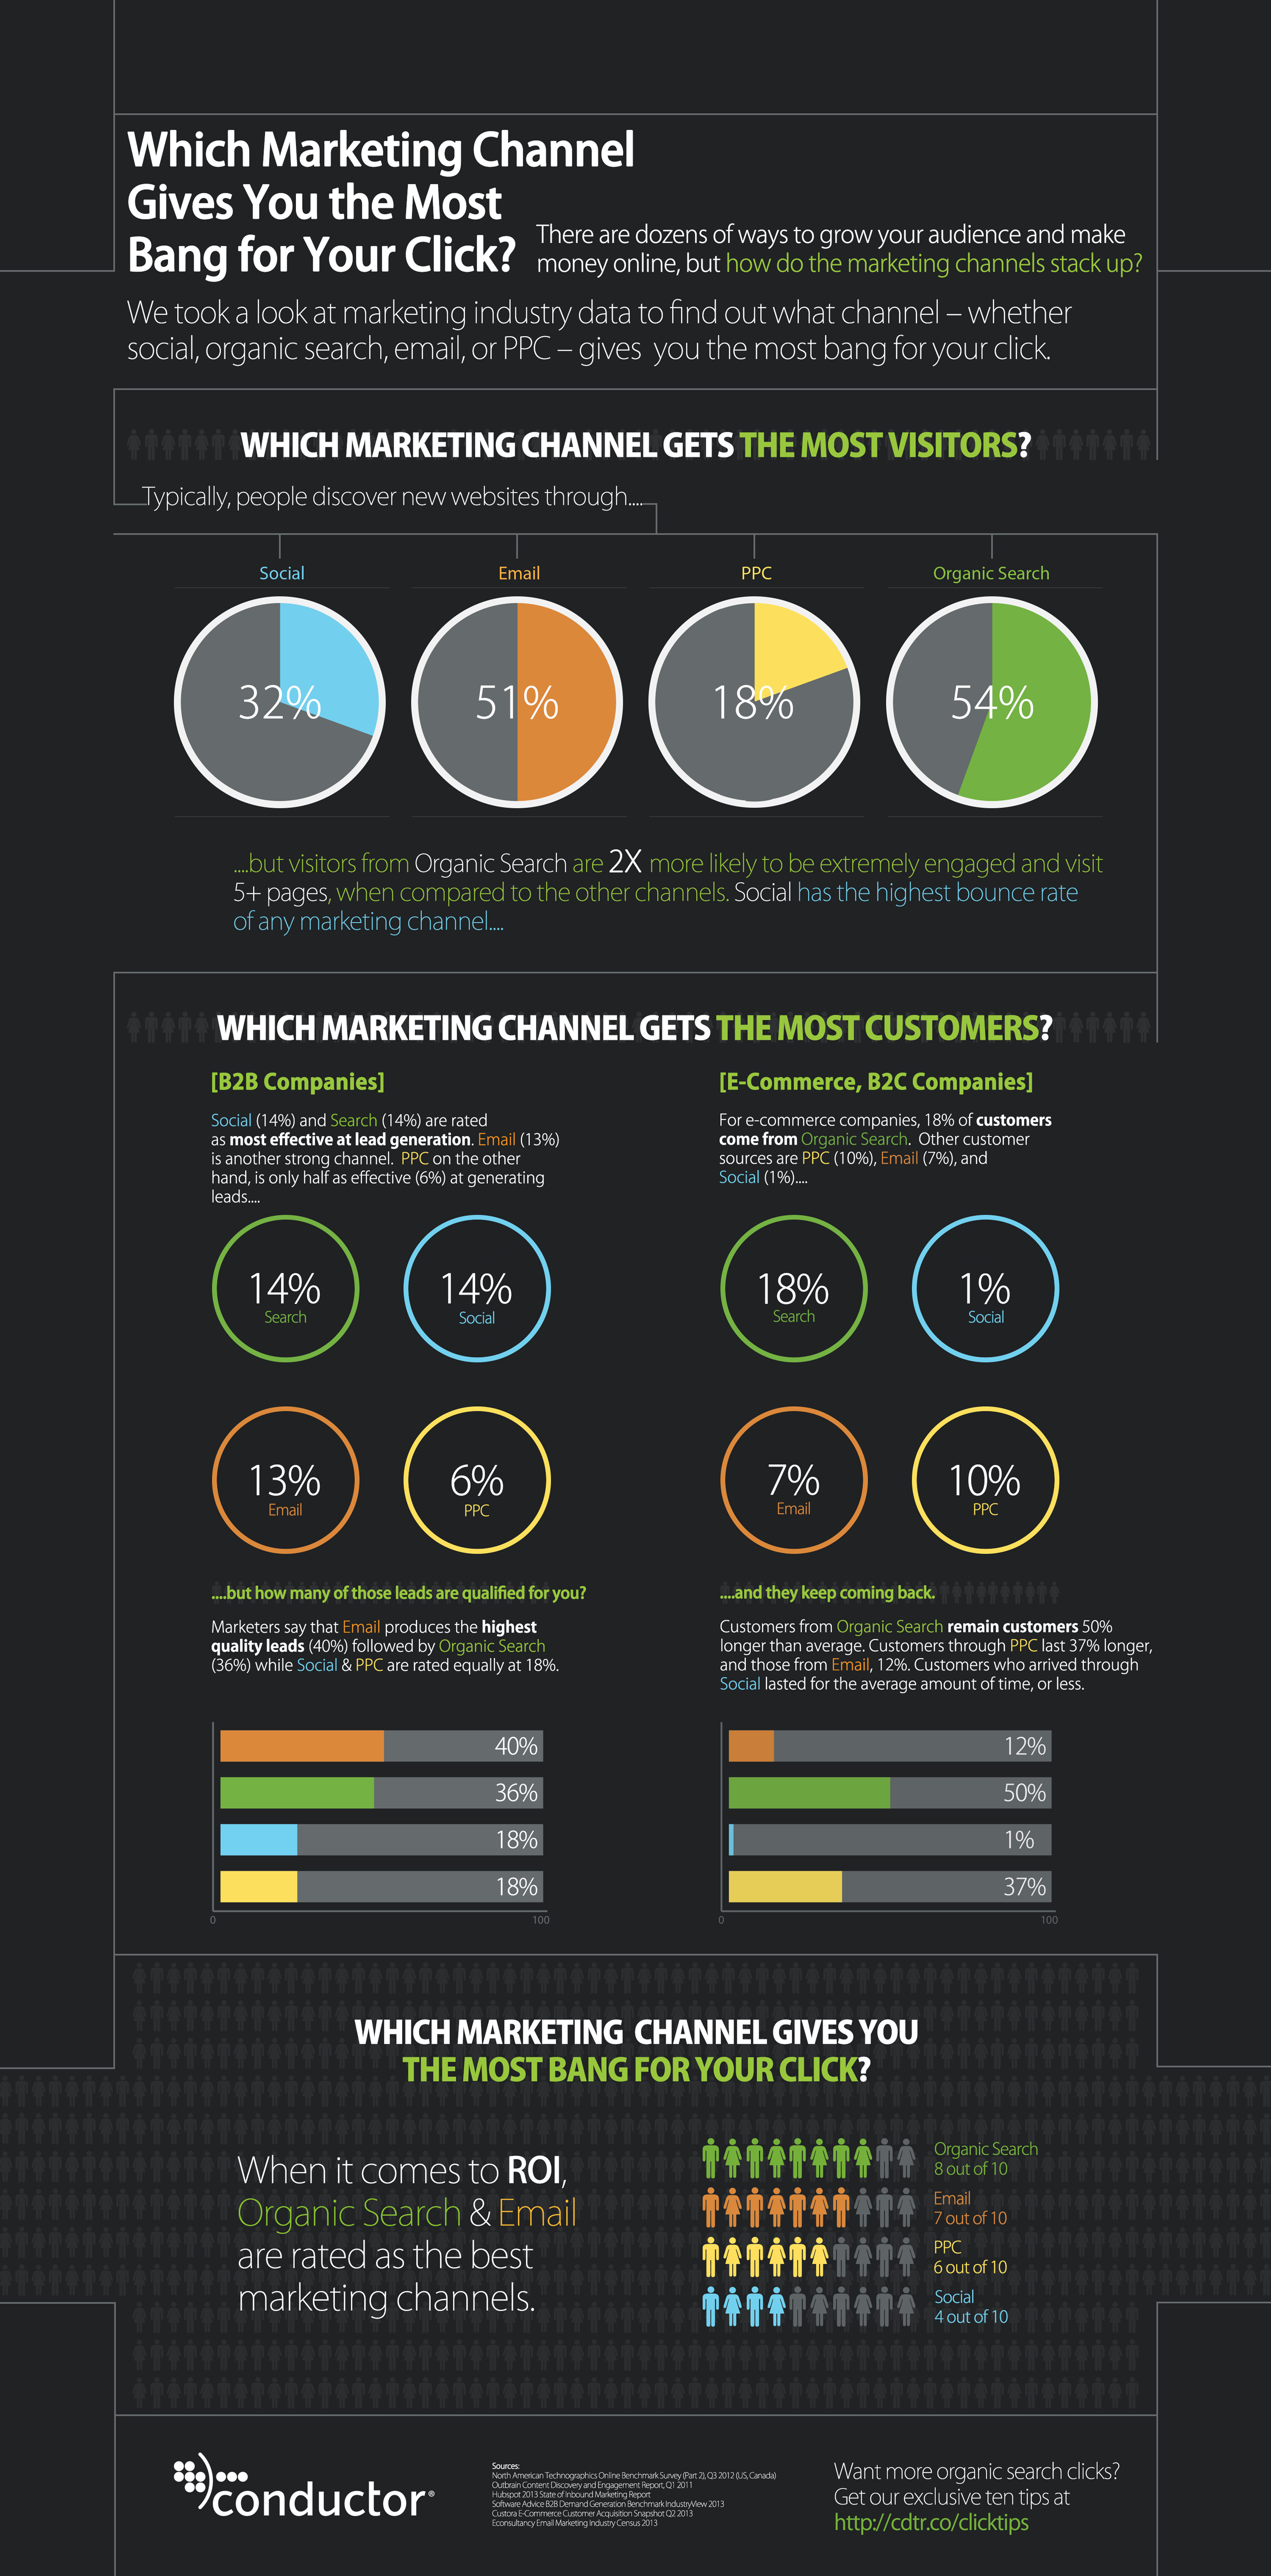 Which Marketing Channel
Gives You the Most
Bang for Your Click?
There are dozens of ways to grow your audience and make
money online, but how do the marketing channels stack up?
We took a look at marketing industry data to find out what channel – whether
social, organic search, email, or PPC – gives you the most bang for your click.
WHICH MARKETING CHANNEL GETS THE MOST VISITORS?
Typically, people discover new websites through....
Social
Email
PPC
Organic Search
32%
51%
18%
54%
....but visitors from Organic Search are 2X more likely to be extremely engaged and visit
5+ pages, when compared to the other channels. Social has the highest bounce rate
of any marketing channel....
WHICH MARKETING CHANNEL GETS THE MOST CUSTOMERS?
[B2B Companies]
Social (14%) and Search (14%) are rated
as most effective at lead generation. Email (13%)
is another strong channel. PPC on the other
hand, is only half as effective (6%) at generating
leads....
14%
Search
14%
Social
13%
Email
6%
PPC
....but how many of those leads are qualified for you?
Marketers say that Email produces the highest
quality leads (40%) followed by Organic Search
(36%) while Social & PPC are rated equally at 18%.
40%
36%
18%
18%
0
100
[E-Commerce, B2C Companies]
For e-commerce companies, 18% of customers
come from Organic Search. Other customer
sources are PPC (10%), Email (7%), and
Social (1%)....
18%
Search
1%
Social
7%
Email
10%
PPC
....and they keep coming back.
Customers from Organic Search remain customers 50%
longer than average. Customers through PPC last 37% longer,
and those from Email, 12%. Customers who arrived through
Social lasted for the average amount of time, or less.
12%
50%
1%
37%
0
100
WHICH MARKETING CHANNEL GIVES YOU
THE MOST BANG FOR YOUR CLICK?
When it comes to ROI,
Organic Search & Email
are rated as the best
marketing channels.
Organic Search
8 out of 10
Email
7 out of 10
PPC
6 out of 10
Social
4 out of 10
conductor®
Sources:
North American Technographics Online Benchmark Survey (Part 2), Q3 2012 (US, Canada)
Outbrain Content Discovery and Engagement Report, Q1 2011
Hubspot 2013 State of Inbound Marketing Report
Software Advice B2B Demand Generation Benchmark IndustryView 2013
Custora E-Commerce Customer Acquisition Snapshot Q2 2013
Econsultancy Email Marketing Industry Census 2013
Want more organic search clicks?
Get our exclusive ten tips at
http://cdtr.co/clicktips